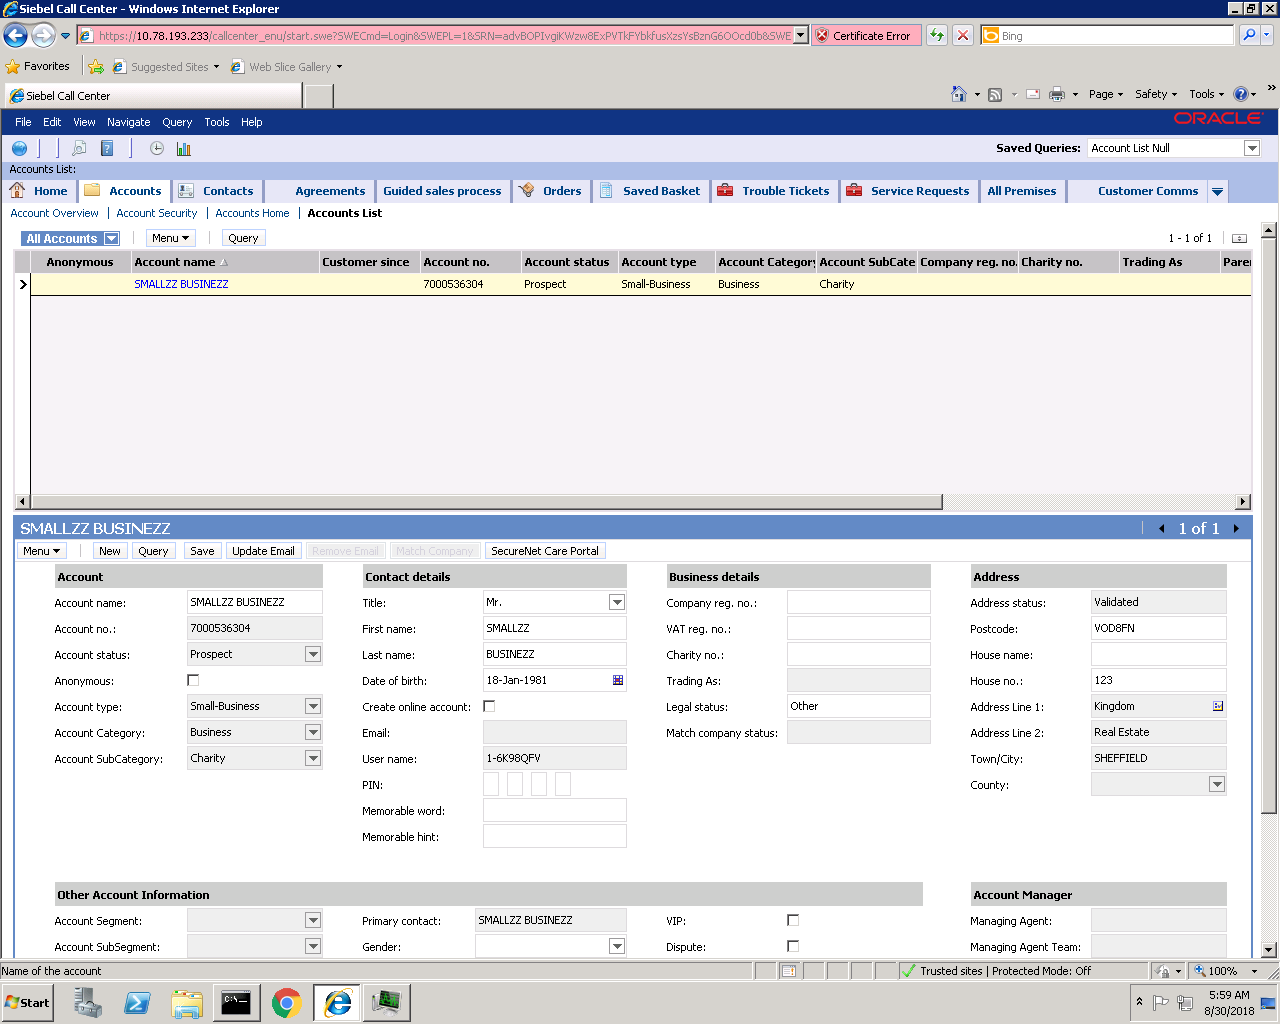 Siebel Call Center - Windows Internet Explorer
https://10.78.193.233/callcenter_enu/start.swe?SWECmd=Login&SWEPL=1&SRN=advBOPIvgiKWzw8ExPVTkFYbkfusXzsYsBznG6OOcd0b&SWE
Certificate Error
Bing
Favorites
Suggested Sites
Web Slice Gallery
Siebel Call Center
Page
Safety
Tools
File Edit View Navigate Query Tools Help
ORACLE
Saved Queries: Account List Null
Accounts List:
Home Accounts Contacts Agreements Guided sales process Orders Saved Basket Trouble Tickets Service Requests All Premises Customer Comms
Account Overview | Account Security | Accounts Home | Accounts List
All Accounts Menu Query 1 - 1 of 1
Anonymous Account name Customer since Account no. Account status Account type Account Category Account SubCate Company reg. no. Charity no. Trading As Pare
SMALLZZ BUSINEZZ 7000536304 Prospect Small-Business Business Charity
SMALLZZ BUSINEZZ 1 of 1
Menu New Query Save Update Email Remove Email Match Company SecureNet Care Portal
Account Contact details Business details Address
Account name: SMALLZZ BUSINEZZ Title: Mr. Company reg. no.: Address status: Validated
Account no.: 7000536304 First name: SMALLZZ VAT reg. no.: Postcode: VOD8FN
Account status: Prospect Last name: BUSINEZZ Charity no.: House name:
Anonymous: Date of birth: 18-Jan-1981 Trading As: House no.: 123
Account type: Small-Business Create online account: Legal status: Other Address Line 1: Kingdom
Account Category: Business Email: Match company status: Address Line 2: Real Estate
Account SubCategory: Charity User name: 1-6K98QFV Town/City: SHEFFIELD
PIN: County:
Memorable word:
Memorable hint:
Other Account Information Account Manager
Account Segment: Primary contact: SMALLZZ BUSINEZZ VIP: Managing Agent:
Account SubSegment: Gender: Dispute: Managing Agent Team:
Name of the account
Trusted sites | Protected Mode: Off
100%
Start
5:59 AM
8/30/2018